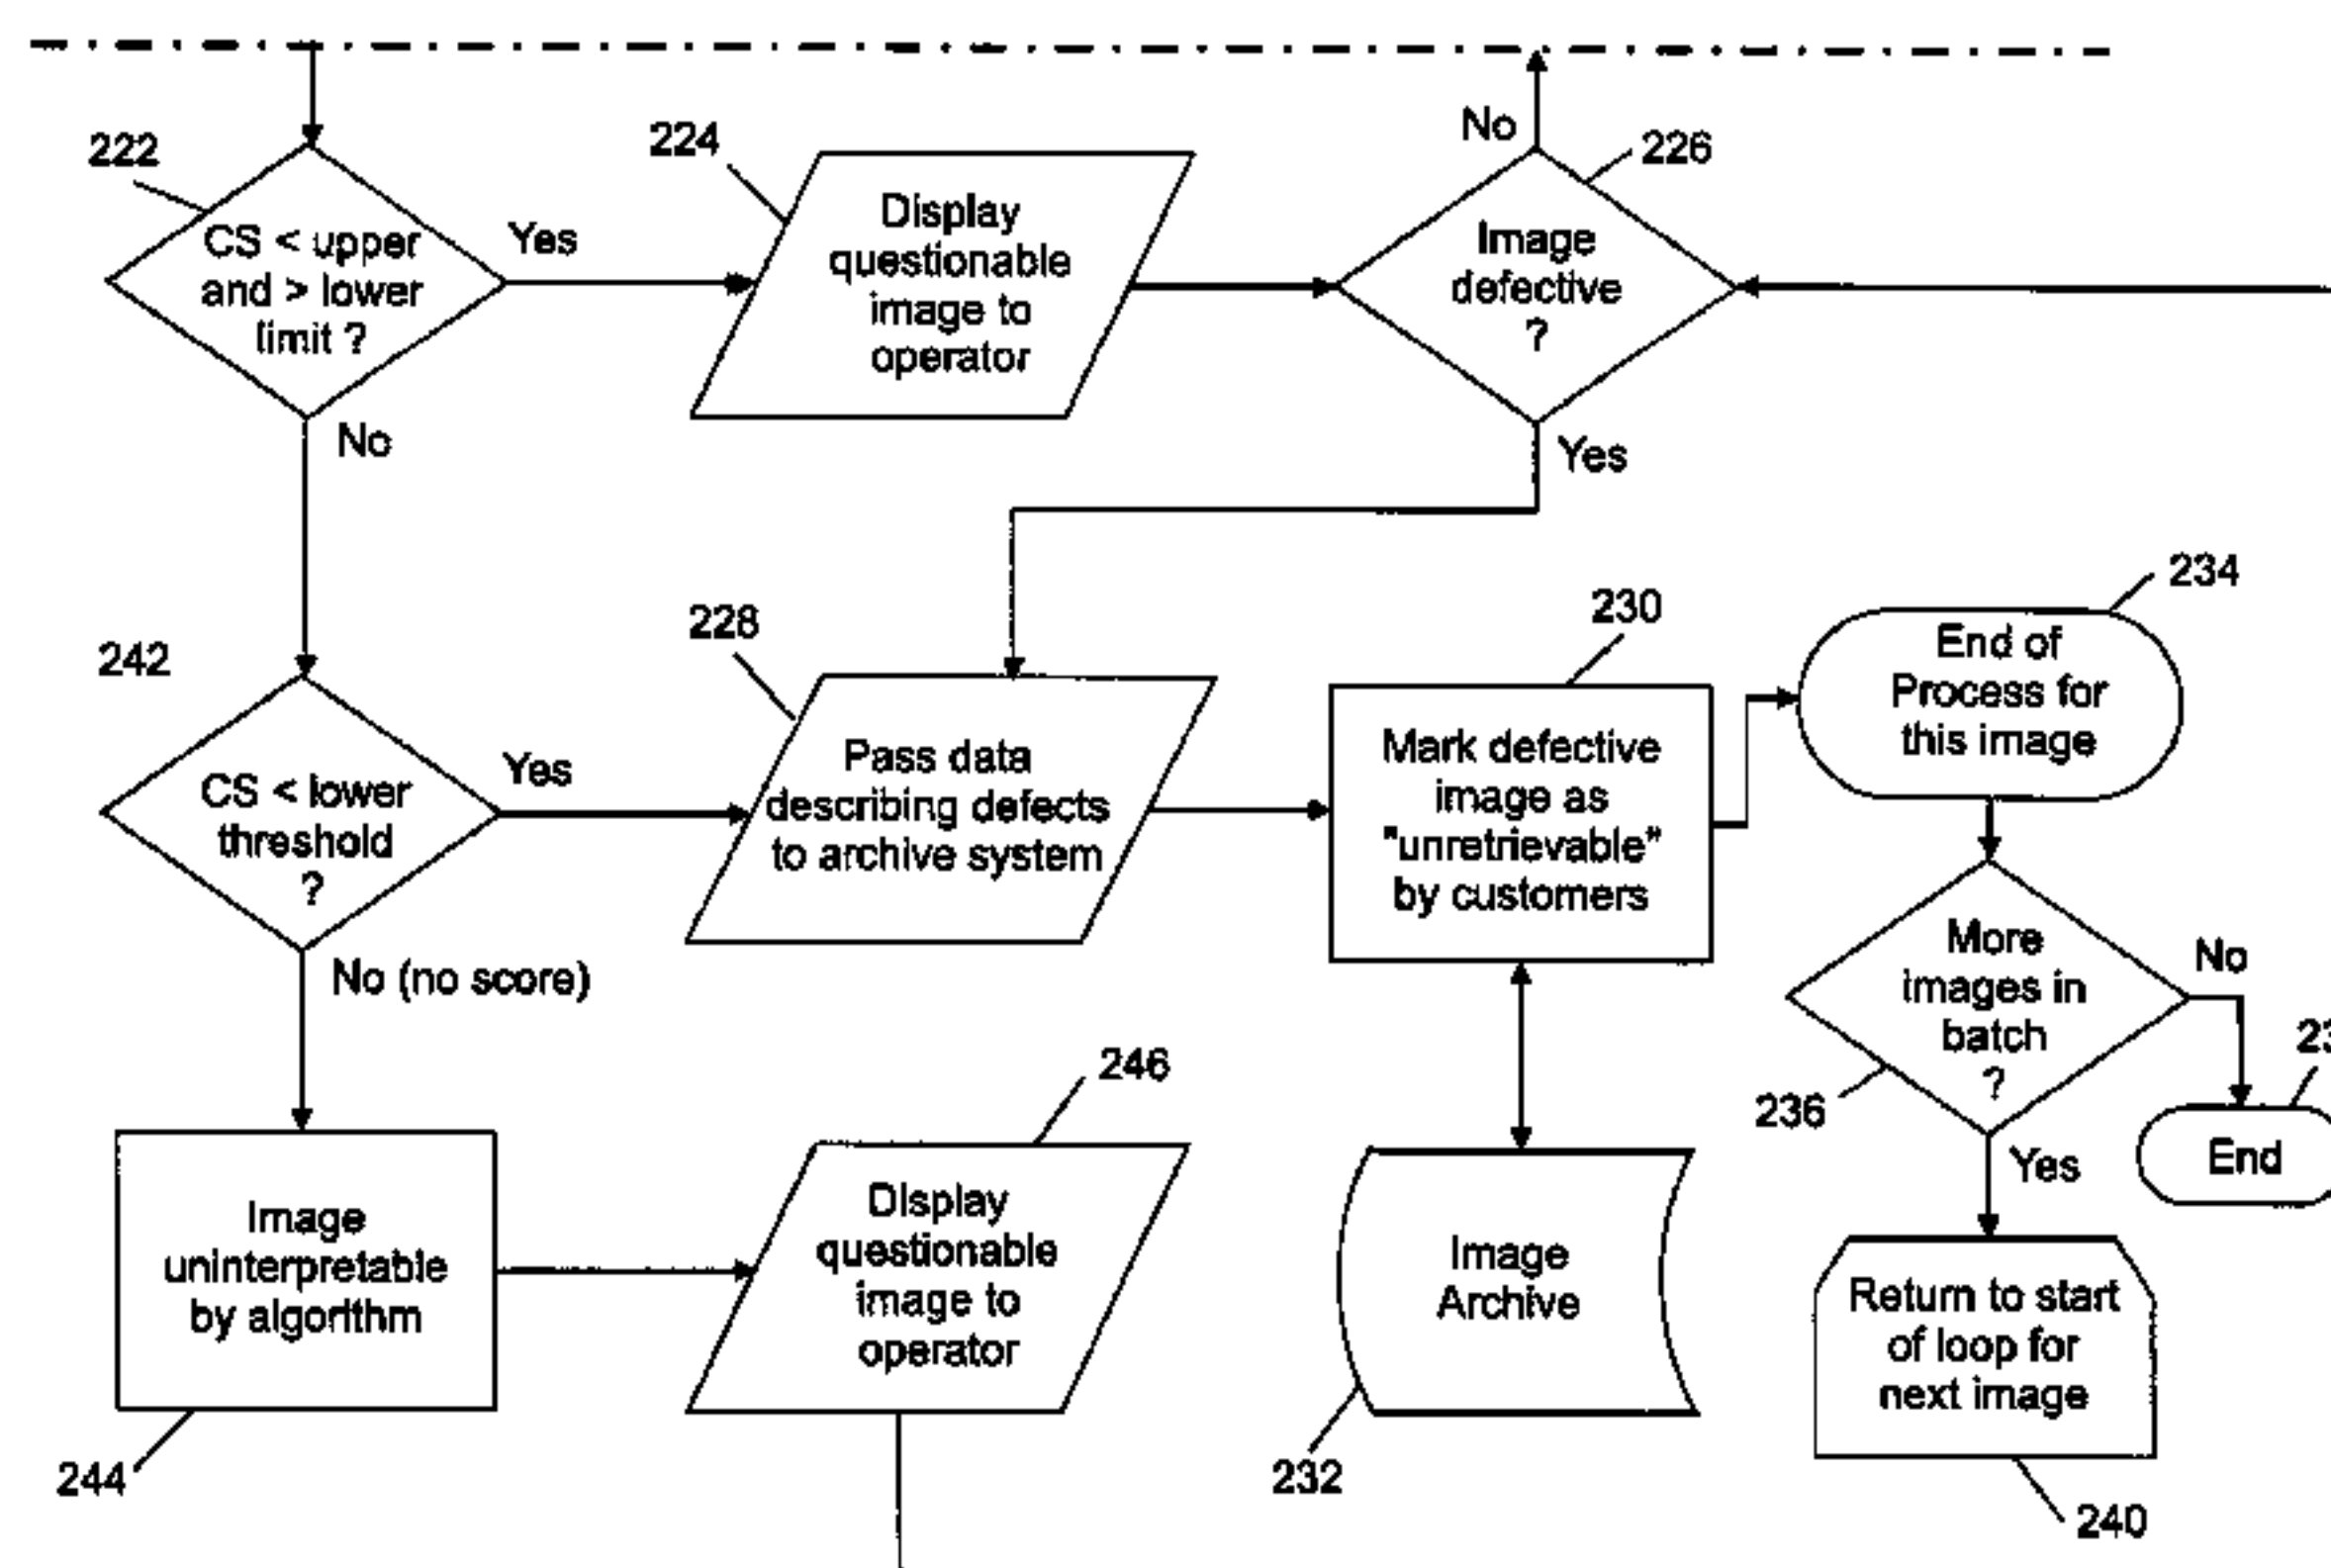 222
CS < upper
and > lower
limit ?
Yes
No
224
Display
questionable
image to
operator
226
No
Image
defective
?
Yes
242
CS < lower
threshold
?
Yes
No (no score)
228
Pass data
describing defects
to archive system
230
Mark defective
image as
"unretrievable"
by customers
234
End of
Process for
this image
More
images in
batch
?
No
236
Yes
End
Image
uninterpretable
by algorithm
244
246
Display
questionable
image to
operator
Image
Archive
232
Return to start
of loop for
next image
240